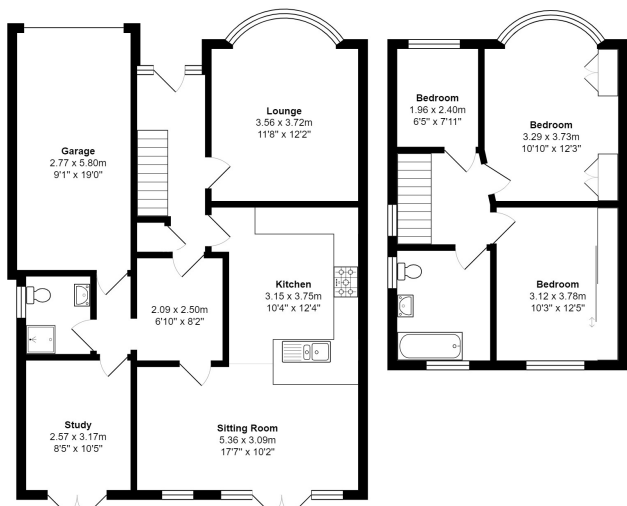 Garage
2.77 x 5.80m
9'1" x 19'0"
Lounge
3.56 x 3.72m
11'8" x 12'2"
Kitchen
3.15 x 3.75m
10'4" x 12'4"
2.09 x 2.50m
6'10" x 8'2"
Study
2.57 x 3.17m
8'5" x 10'5"
Sitting Room
5.36 x 3.09m
17'7" x 10'2"
Bedroom
1.96 x 2.40m
6'5" x 7'11"
Bedroom
3.29 x 3.73m
10'10" x 12'3"
Bedroom
3.12 x 3.78m
10'3" x 12'5"